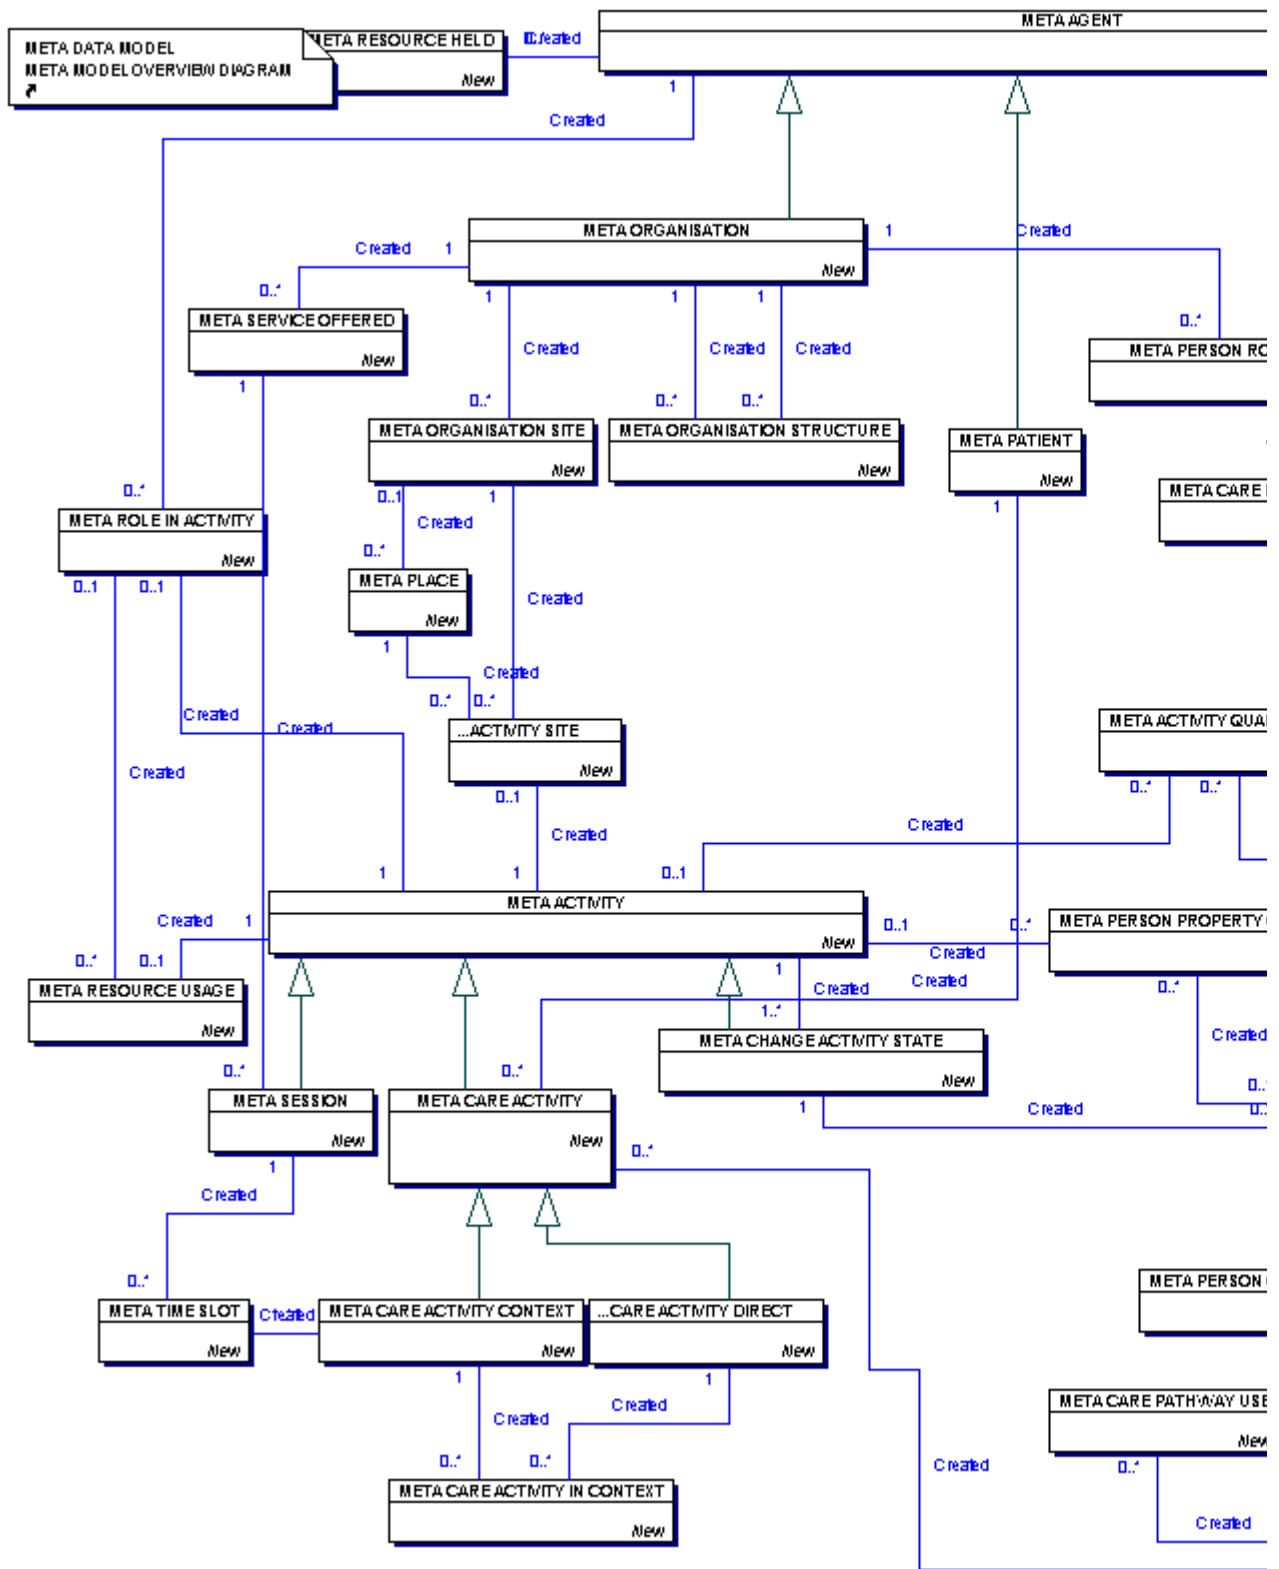 META AGENT
META DATA MODEL
META MODEL OVERVIEW DIAGRAM
META RESOURCE HELD
New
1
Created
Created
META ORGANISATION
New
1
Created
1
Created
0..*
META SERVICE OFFERED
New
1
1
1
1
Created
Created
Created
0..*
META PERSON RO
0..*
0..*
0..*
META ORGANISATION SITE
New
META ORGANISATION STRUCTURE
New
META PATIENT
New
1
META CARE
0..*
META ROLE IN ACTIVITY
New
0..1
0..1
0..1
1
Created
0..*
META PLACE
New
1
Created
Created
0..*
0..*
...ACTIVITY SITE
New
0..1
Created
Created
Created
Created
META ACTIVITY QUA
0..*
0..*
Created
0..1
1
1
META ACTIVITY
New
1
Created
0..*
0..1
META RESOURCE USAGE
New
0..1
0..*
Created
META PERSON PROPERTY
0..*
Created
0..*
1
Created
Created
1..*
META CHANGE ACTIVITY STATE
New
1
Created
0..*
META SESSION
New
1
0..*
META CARE ACTIVITY
New
0..*
Created
0..*
META TIME SLOT
New
Created
META CARE ACTIVITY CONTEXT
New
1
...CARE ACTIVITY DIRECT
New
1
META PERSON
Created
Created
0..*
0..*
META CARE ACTIVITY IN CONTEXT
New
Created
META CARE PATHWAY USE
New
0..*
Created